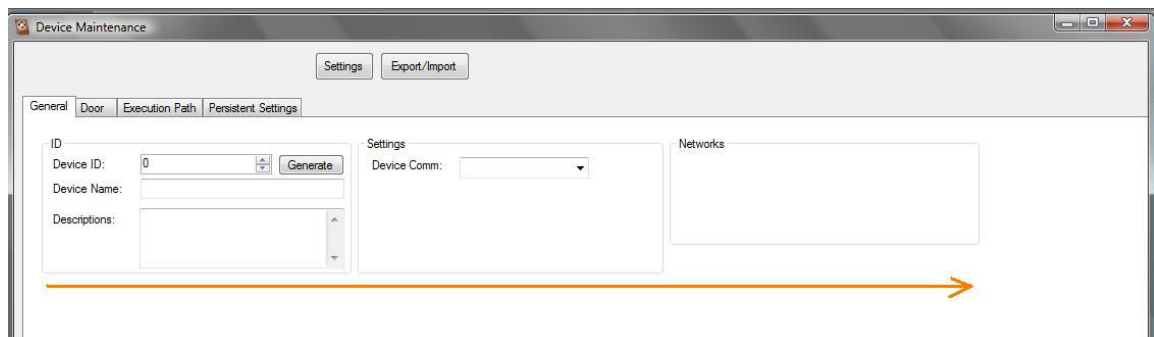 Device Maintenance
Settings Export/Import
General Door Execution Path Persistent Settings
ID Settings Networks
Device ID: 0 Generate Device Comm:
Device Name:
Descriptions: